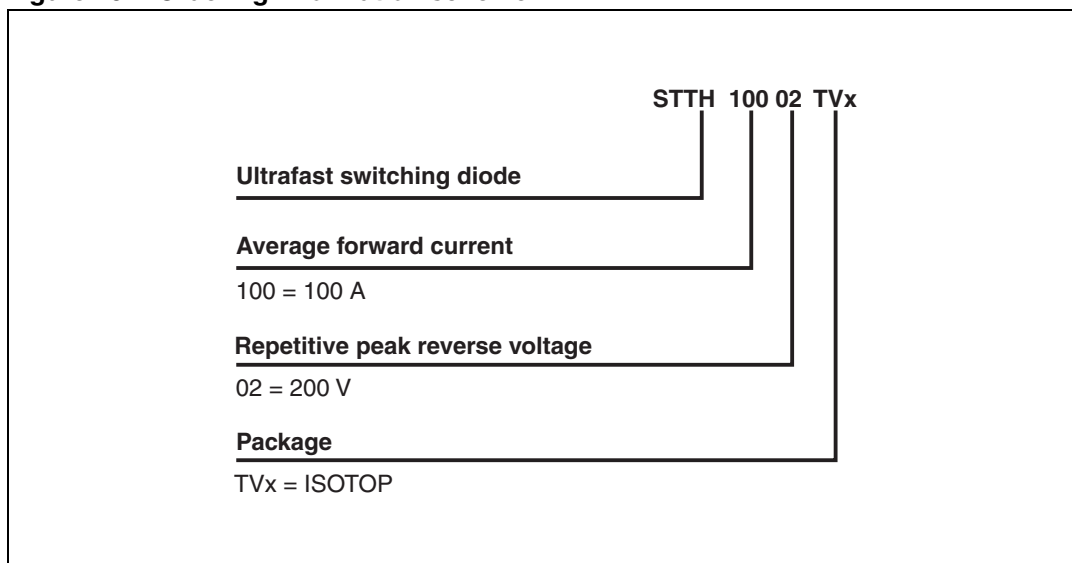 STTH 100 02 TVx
Ultrafast switching diode
Average forward current
100 = 100 A
Repetitive peak reverse voltage
02 = 200 V
Package
TVx = ISOTOP